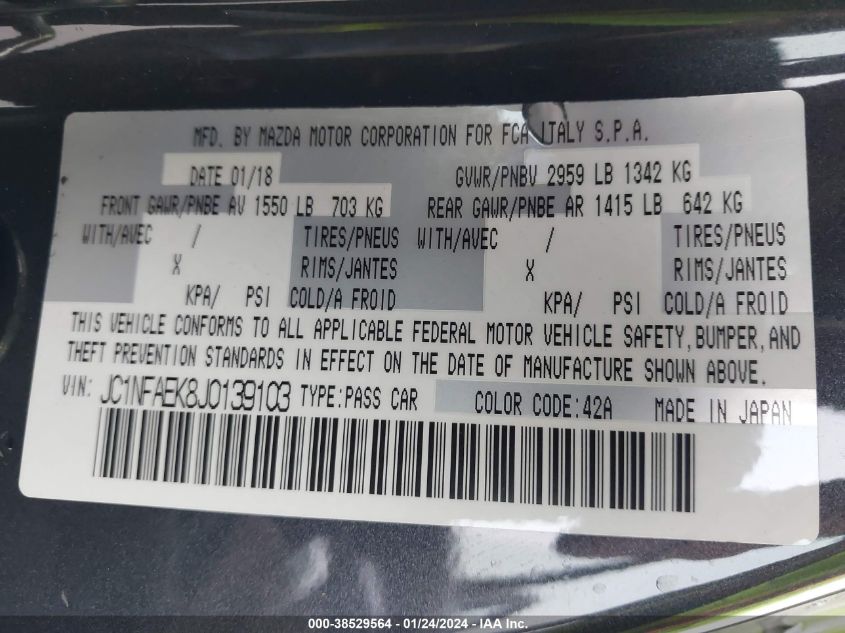 MFD. BY MAZDA MOTOR CORPORATION FOR FCA ITALY S.P.A.
DATE 01/18 GVWR/PNBV 2959 LB 1342 KG
FRONT GAWR/PNBE AV 1550 LB 703 KG REAR GAWR/PNBE AR 1415 LB 642 KG
WITH/AVEC / TIRES/PNEUS WITH/AVEC / TIRES/PNEUS
X RIMS/JANTES X RIMS/JANTES
KPA/ PSI COLD/A FROID KPA/ PSI COLD/A FROID
THIS VEHICLE CONFORMS TO ALL APPLICABLE FEDERAL MOTOR VEHICLE SAFETY, BUMPER, AND
THEFT PREVENTION STANDARDS IN EFFECT ON THE DATE OF MANUFACTURE SHOWN ABOVE.
VIN: JC1NFAEK8J0139103 TYPE:PASS CAR COLOR CODE:42A MADE IN JAPAN
000-38529564 - 01/24/2024 - IAA Inc.